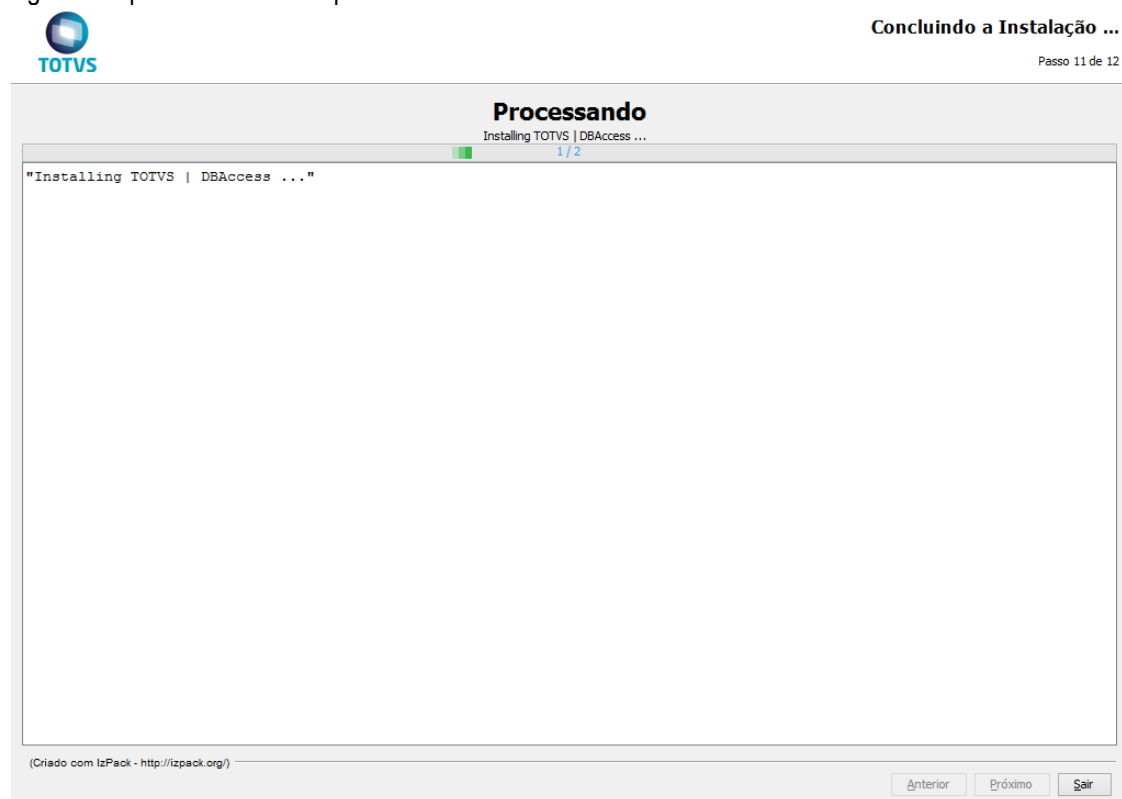 Concluindo a Instalação ...
TOTVS
Passo 11 de 12
Processando
Installing TOTVS | DBAccess ...
1 / 2
"Installing TOTVS | DBAccess ..."
(Criado com IzPack - http://izpack.org/)
Anterior Próximo Sair